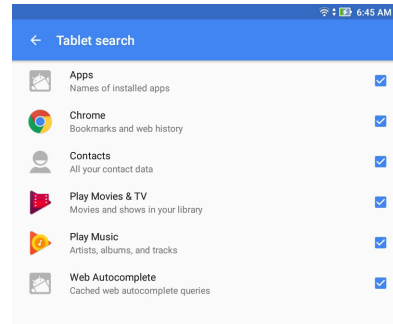 6:45 AM
Tablet search
Apps
Names of installed apps
Chrome
Bookmarks and web history
Contacts
All your contact data
Play Movies & TV
Movies and shows in your library
Play Music
Artists, albums, and tracks
Web Autocomplete
Cached web autocomplete queries